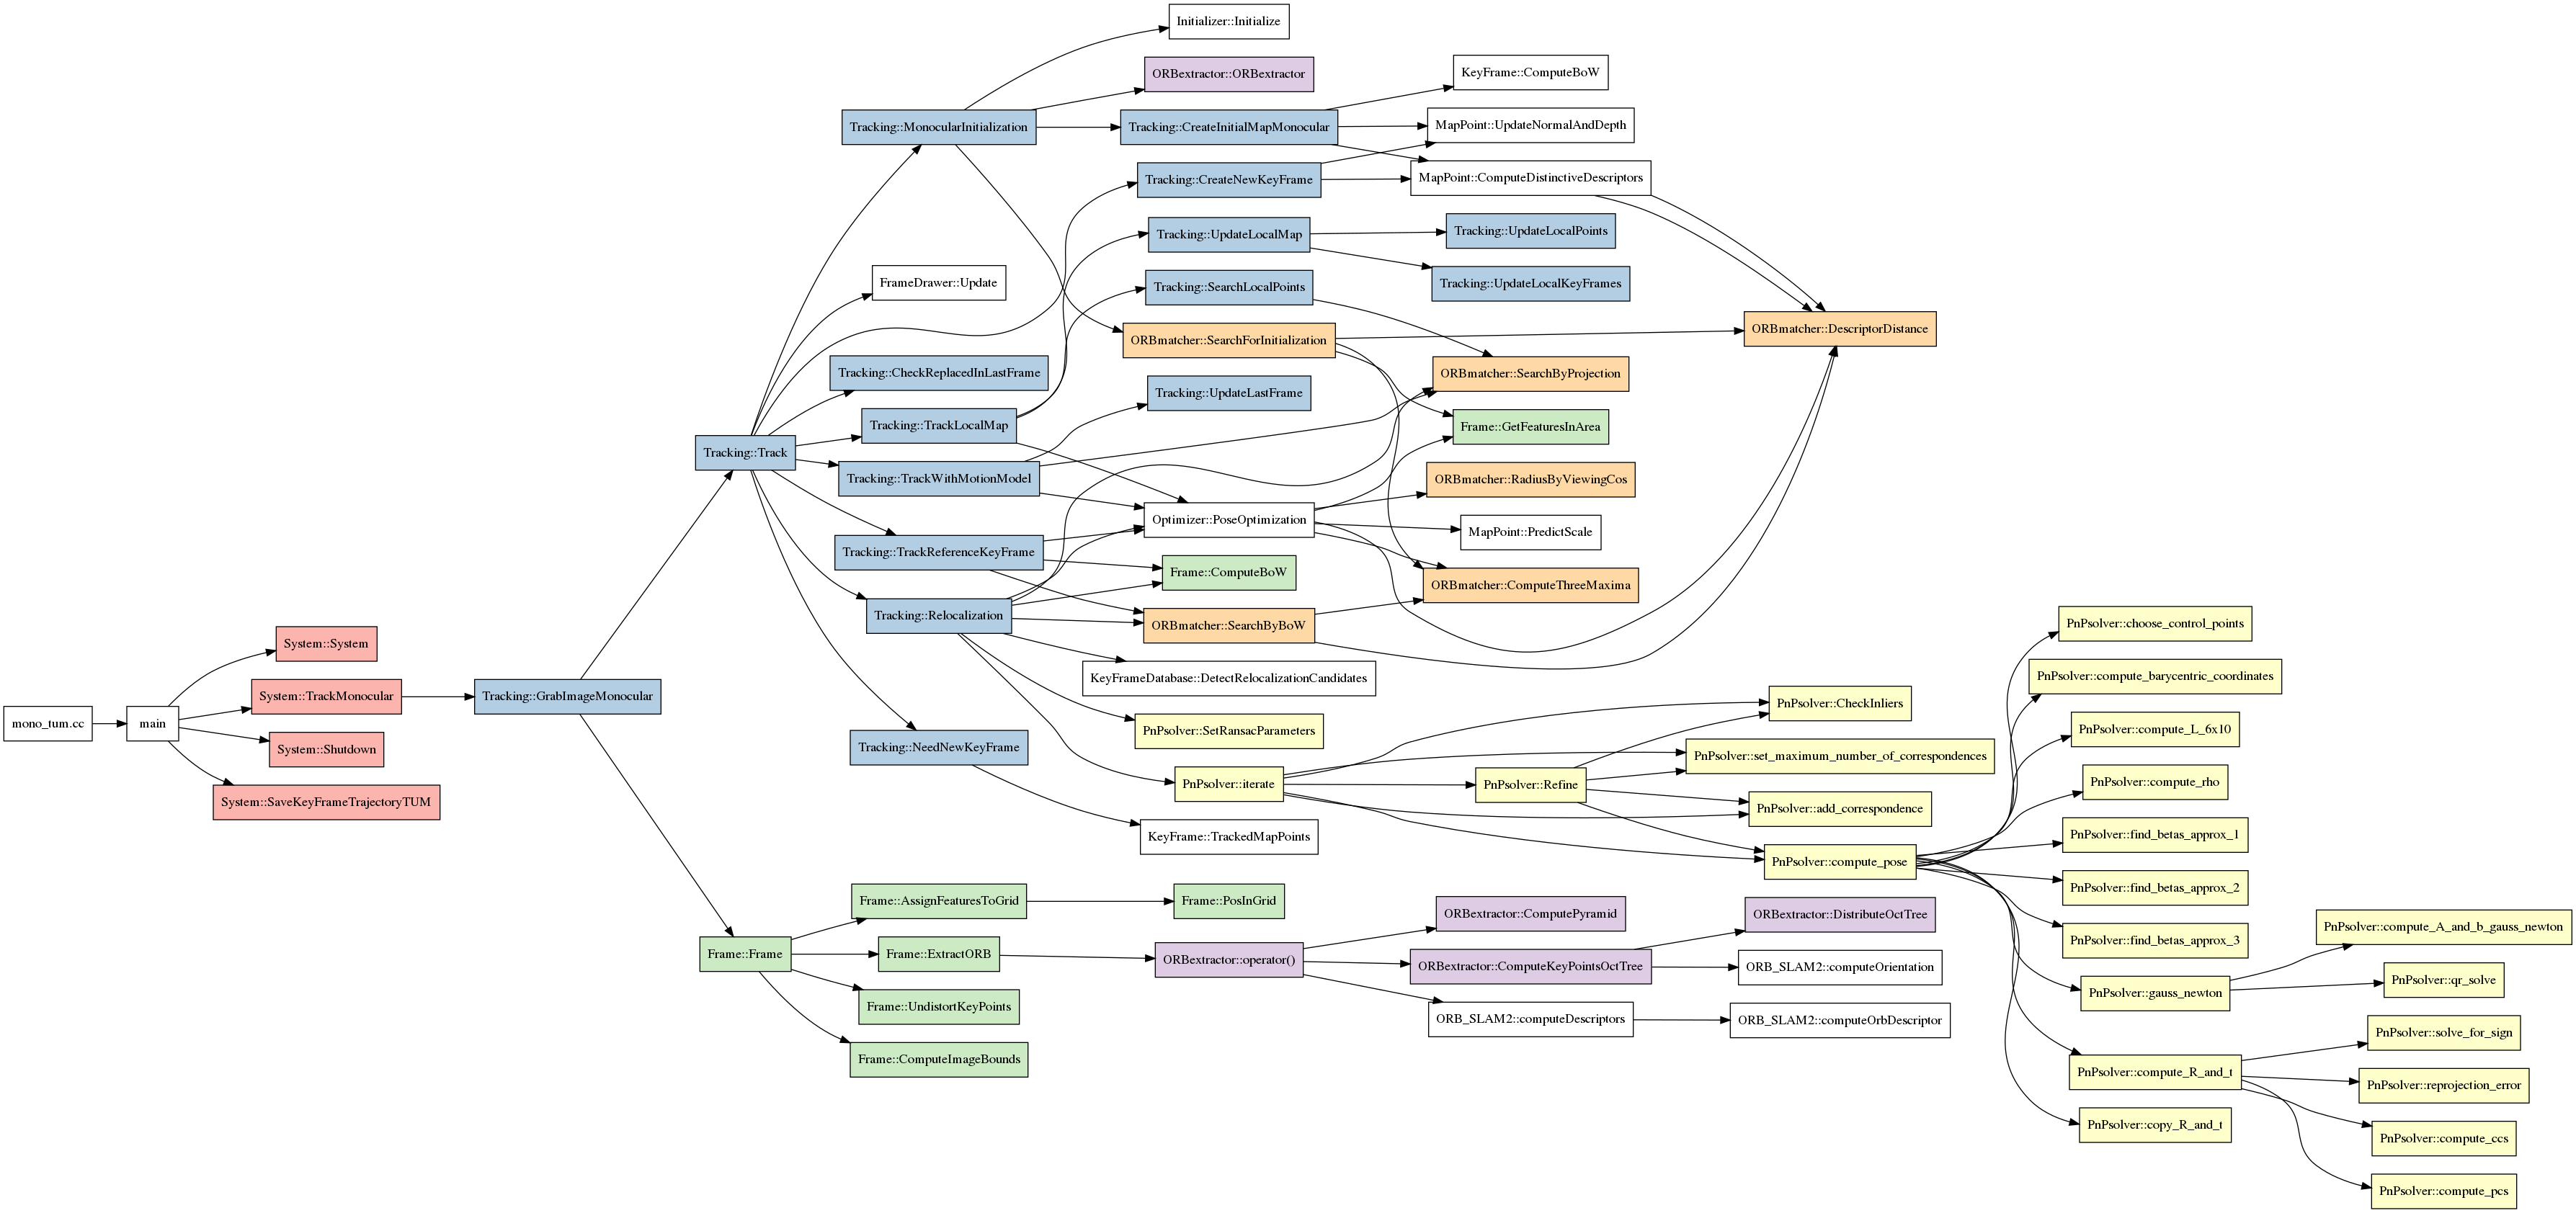 mono_tum.cc
main
System::System
System::TrackMonocular
System::Shutdown
System::SaveKeyFrameTrajectoryTUM
Tracking::GrabImageMonocular
Tracking::Track
Frame::Frame
Tracking::MonocularInitialization
FrameDrawer::Update
Tracking::CheckReplacedInLastFrame
Tracking::TrackLocalMap
Tracking::TrackWithMotionModel
Tracking::TrackReferenceKeyFrame
Tracking::Relocalization
Tracking::NeedNewKeyFrame
Frame::AssignFeaturesToGrid
Frame::ExtractORB
Frame::UndistortKeyPoints
Frame::ComputeImageBounds
Initializer::Initialize
ORBextractor::ORBextractor
Tracking::CreateInitialMapMonocular
Tracking::CreateNewKeyFrame
Tracking::UpdateLocalMap
Tracking::SearchLocalPoints
ORBmatcher::SearchForInitialization
Tracking::UpdateLastFrame
Optimizer::PoseOptimization
Frame::ComputeBoW
ORBmatcher::SearchByBoW
KeyFrameDatabase::DetectRelocalizationCandidates
PnPsolver::SetRansacParameters
PnPsolver::iterate
KeyFrame::TrackedMapPoints
Frame::PosInGrid
ORBextractor::operator()
KeyFrame::ComputeBoW
MapPoint::UpdateNormalAndDepth
MapPoint::ComputeDistinctiveDescriptors
Tracking::UpdateLocalPoints
Tracking::UpdateLocalKeyFrames
ORBmatcher::SearchByProjection
Frame::GetFeaturesInArea
ORBmatcher::RadiusByViewingCos
MapPoint::PredictScale
ORBmatcher::ComputeThreeMaxima
PnPsolver::Refine
ORBextractor::ComputePyramid
ORBextractor::ComputeKeyPointsOctTree
ORB_SLAM2::computeDescriptors
ORBmatcher::DescriptorDistance
PnPsolver::CheckInliers
PnPsolver::set_maximum_number_of_correspondences
PnPsolver::add_correspondence
PnPsolver::compute_pose
ORBextractor::DistributeOctTree
ORB_SLAM2::computeOrientation
ORB_SLAM2::computeOrbDescriptor
PnPsolver::choose_control_points
PnPsolver::compute_barycentric_coordinates
PnPsolver::compute_L_6x10
PnPsolver::compute_rho
PnPsolver::find_betas_approx_1
PnPsolver::find_betas_approx_2
PnPsolver::find_betas_approx_3
PnPsolver::gauss_newton
PnPsolver::compute_R_and_t
PnPsolver::copy_R_and_t
PnPsolver::compute_A_and_b_gauss_newton
PnPsolver::qr_solve
PnPsolver::solve_for_sign
PnPsolver::reprojection_error
PnPsolver::compute_ccs
PnPsolver::compute_pcs